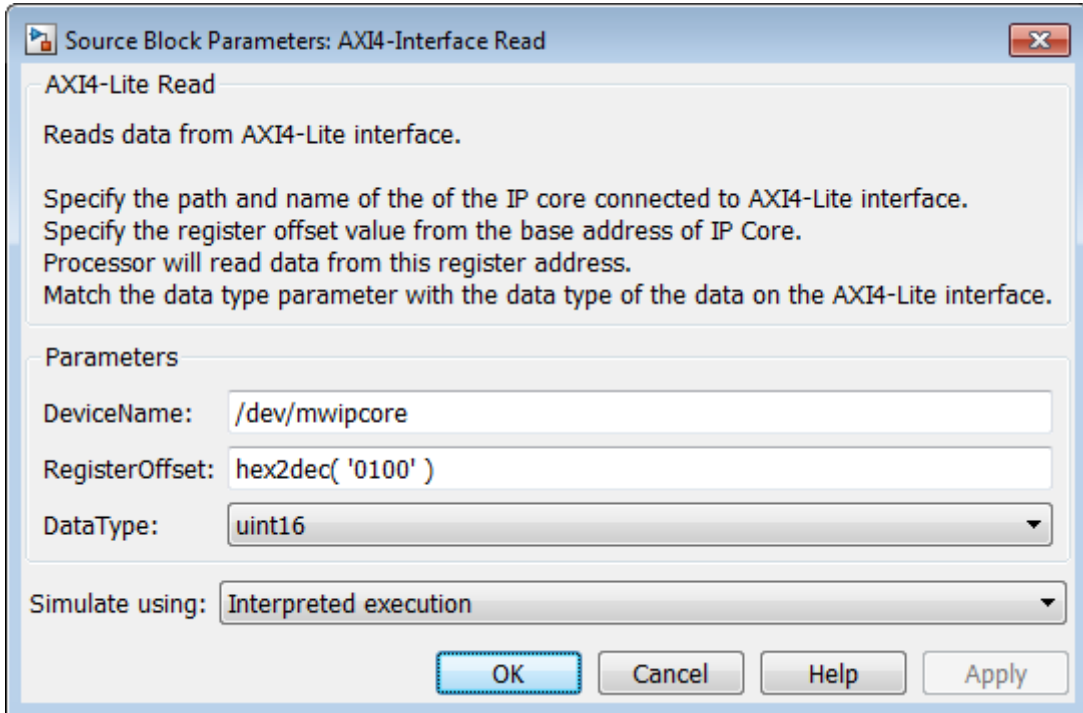 Source Block Parameters: AXI4-Interface Read
AXI4-Lite Read
Reads data from AXI4-Lite interface.
Specify the path and name of the of the IP core connected to AXI4-Lite interface.
Specify the register offset value from the base address of IP Core.
Processor will read data from this register address.
Match the data type parameter with the data type of the data on the AXI4-Lite interface.
Parameters
DeviceName: /dev/mwipcore
RegisterOffset: hex2dec( '0100' )
DataType: uint16
Simulate using: Interpreted execution
OK Cancel Help Apply